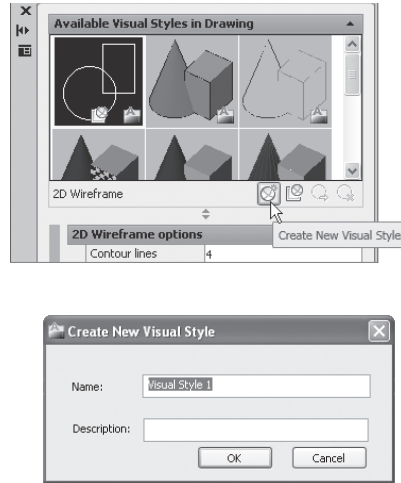 Available Visual Styles in Drawing
2D Wireframe
Create New Visual Style
2D Wireframe options
Contour lines 4
Create New Visual Style
Name: Visual Style 1
Description:
OK Cancel